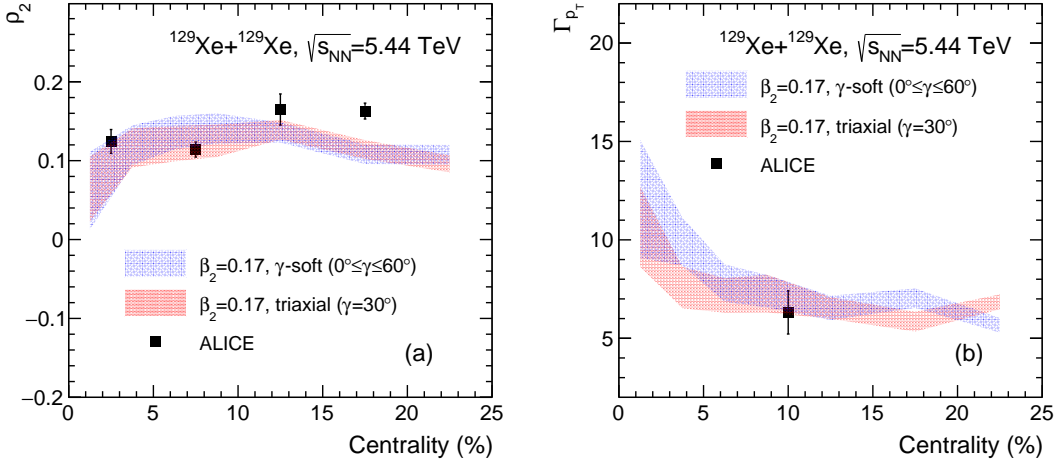 ρ₂
¹²⁹Xe+¹²⁹Xe, √s_NN=5.44 TeV
0.2
0.1
0
−0.1
−0.2
β₂=0.17, γ-soft (0°≤γ≤60°)
β₂=0.17, triaxial (γ=30°)
ALICE
(a)
0 5 10 15 20 25
Centrality (%)
Γ_p_T
¹²⁹Xe+¹²⁹Xe, √s_NN=5.44 TeV
β₂=0.17, γ-soft (0°≤γ≤60°)
β₂=0.17, triaxial (γ=30°)
ALICE
20
15
10
5
(b)
0 5 10 15 20 25
Centrality (%)